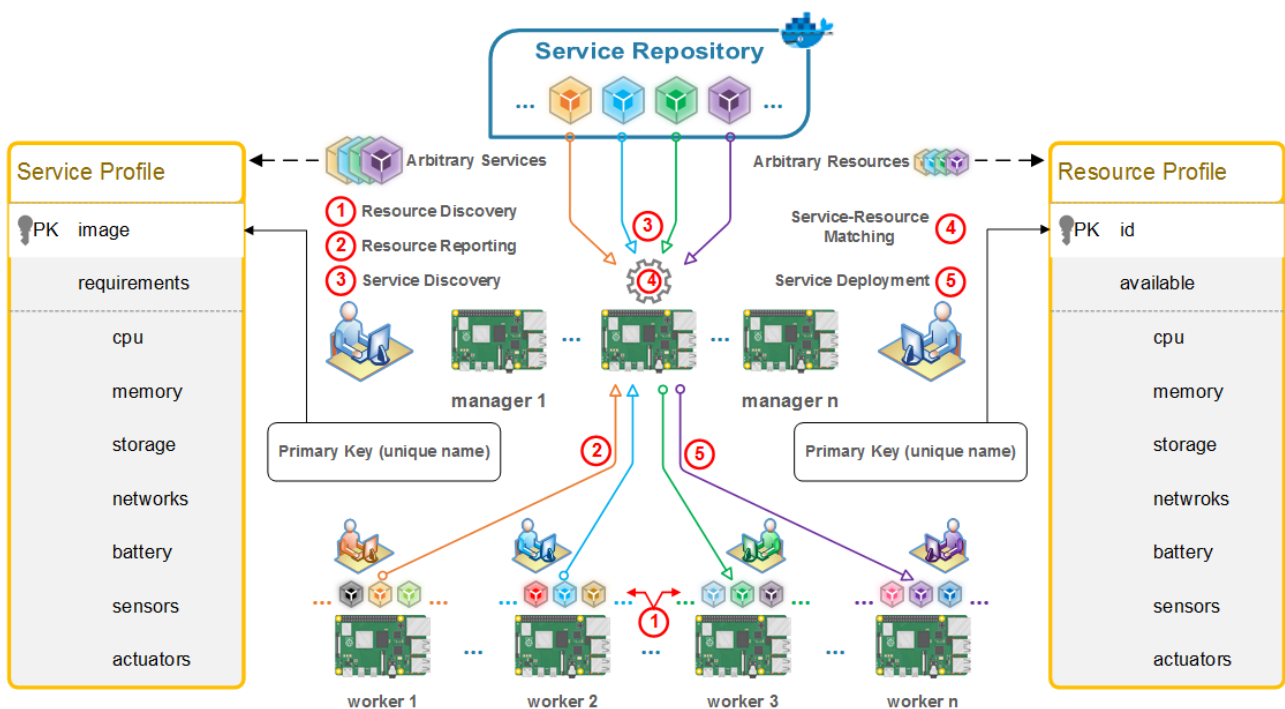 Service Repository
... ...
Arbitrary Services
Arbitrary Resources
Service Profile
PK image
requirements
cpu
memory
storage
networks
battery
sensors
actuators
1 Resource Discovery
2 Resource Reporting
3 Service Discovery
3
4
Service-Resource
Matching 4
Service Deployment 5
Resource Profile
PK id
available
cpu
memory
storage
netwroks
battery
sensors
actuators
... ...
manager 1
manager n
Primary Key (unique name)
Primary Key (unique name)
2
5
... ... ... ... ... ... ... ...
1
... ... ...
worker 1
worker 2
worker 3
worker n